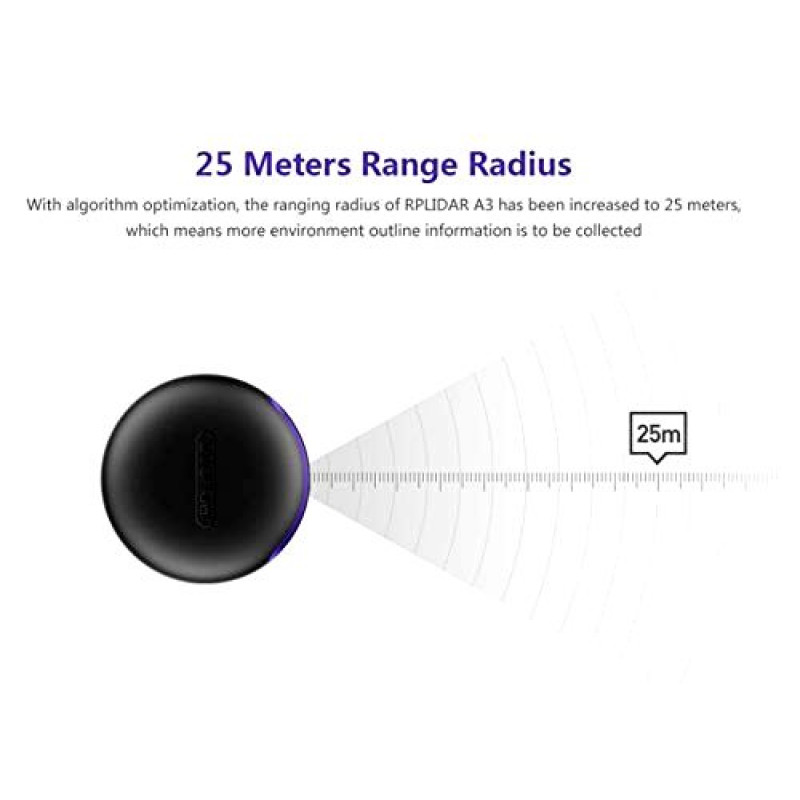 25 Meters Range Radius
With algorithm optimization, the ranging radius of RPLIDAR A3 has been increased to 25 meters,
which means more environment outline information is to be collected
25m